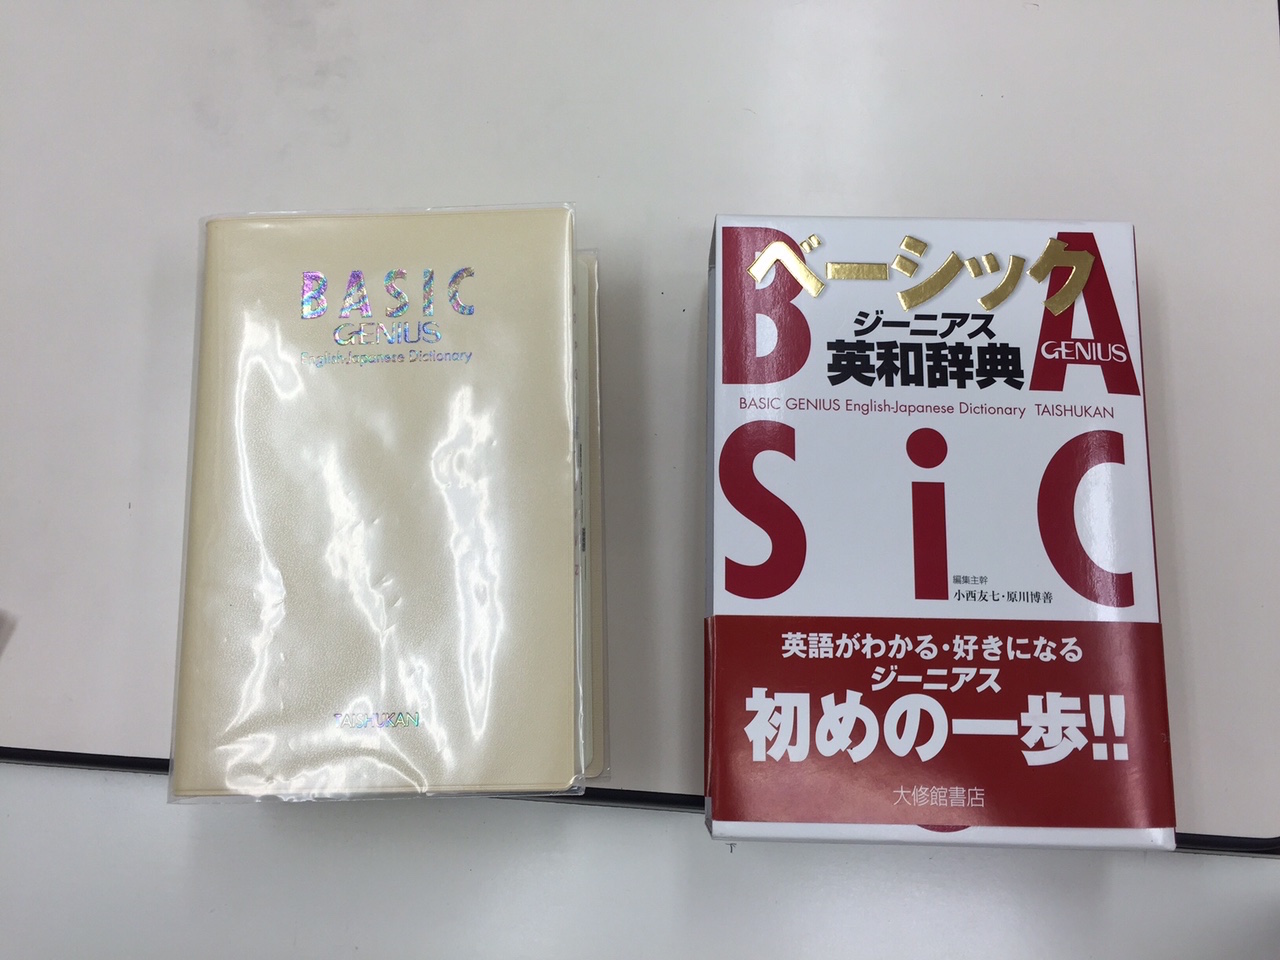 BASIC
GENIUS
English-Japanese Dictionary
TAISHUKAN
BASiC
ベーシック
ジーニアス
英和辞典
GENIUS
BASIC GENIUS English-Japanese Dictionary TAISHUKAN
編集主幹
小西友七・原川博善
英語がわかる・好きになる
ジーニアス
初めの一歩!!
大修館書店